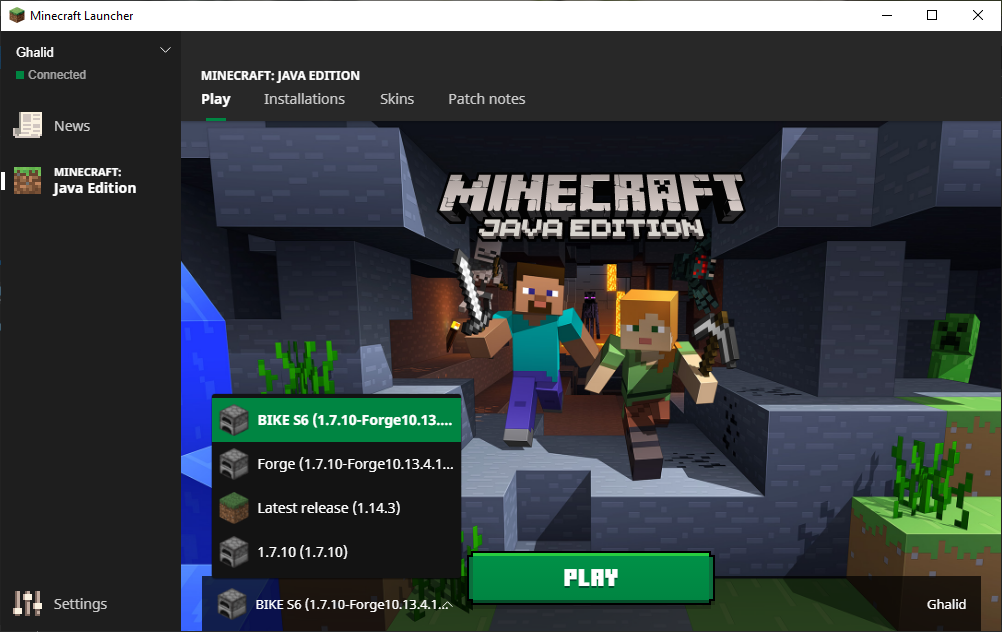 Minecraft Launcher
Ghalid
Connected
News
MINECRAFT:
Java Edition
Settings
MINECRAFT: JAVA EDITION
Play
Installations
Skins
Patch notes
MINECRAFT
JAVA EDITION
BIKE S6 (1.7.10-Forge10.13....
Forge (1.7.10-Forge10.13.4.1...
Latest release (1.14.3)
1.7.10 (1.7.10)
BIKE S6 (1.7.10-Forge10.13.4.1...
PLAY
Ghalid